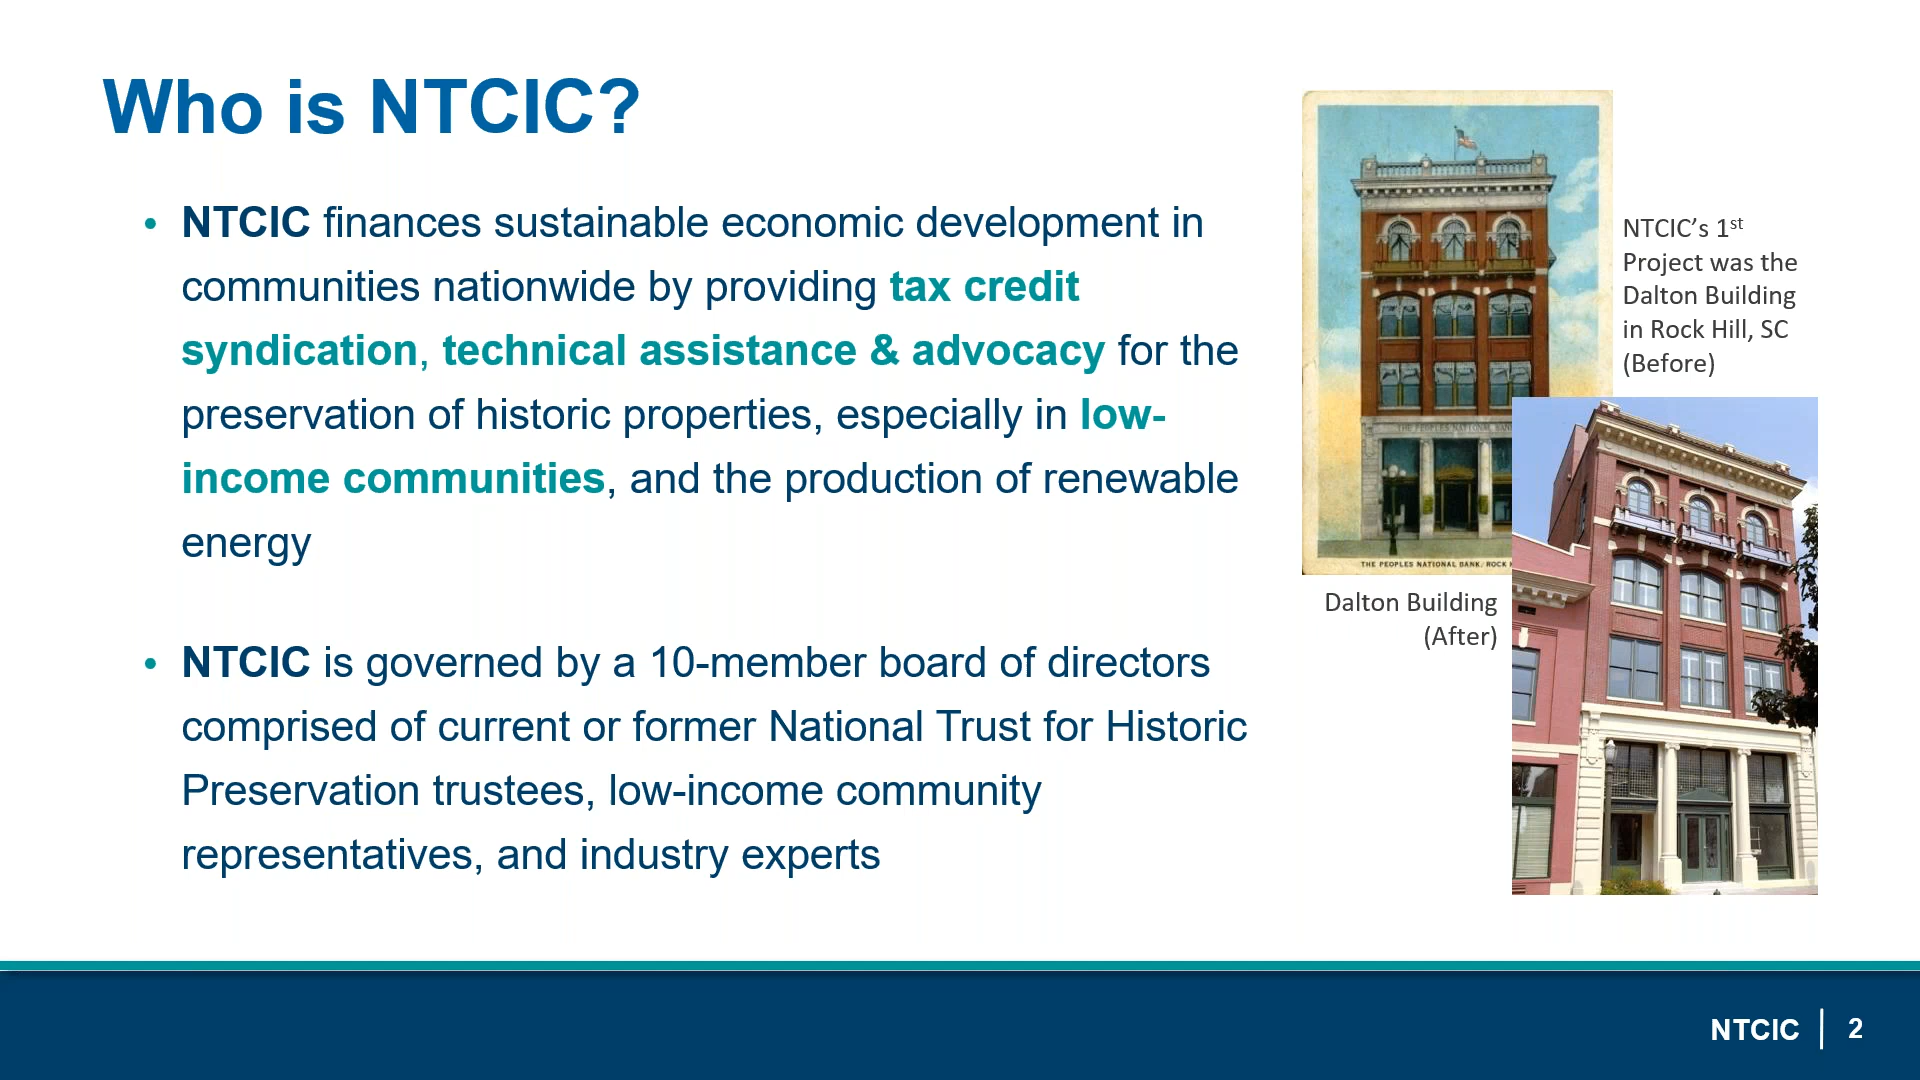 Who is NTCIC?
• NTCIC finances sustainable economic development in
communities nationwide by providing tax credit
syndication, technical assistance & advocacy for the
preservation of historic properties, especially in low-
income communities, and the production of renewable
energy
• NTCIC is governed by a 10-member board of directors
comprised of current or former National Trust for Historic
Preservation trustees, low-income community
representatives, and industry experts
NTCIC’s 1st
Project was the
Dalton Building
in Rock Hill, SC
(Before)
THE PEOPLES NATIONAL BANK
THE PEOPLES NATIONAL BANK, ROCK
Dalton Building
(After)
NTCIC | 2